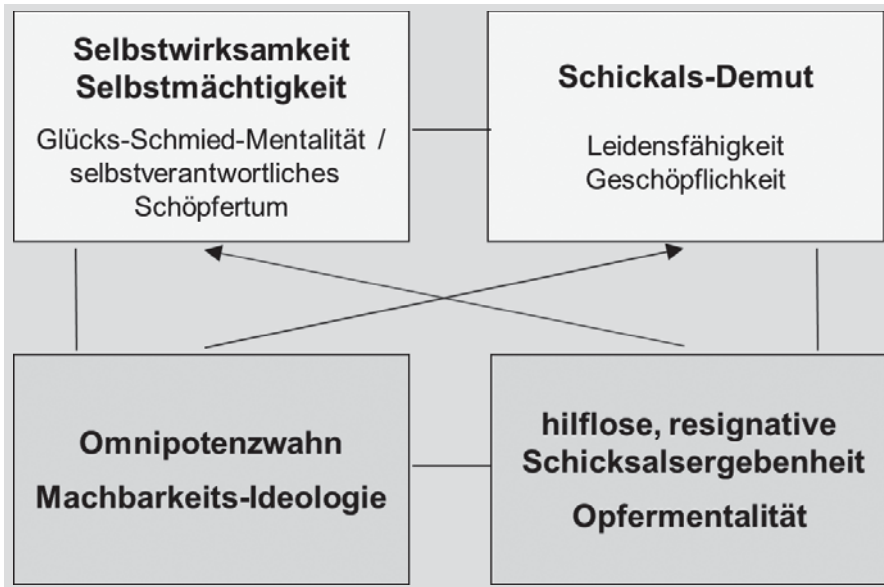 Selbstwirksamkeit
Selbstmächtigkeit
Glücks-Schmied-Mentalität /
selbstverantwortliches
Schöpfertum
Schickals-Demut
Leidensfähigkeit
Geschöpflichkeit
Omnipotenzwahn
Machbarkeits-Ideologie
hilflose, resignative
Schicksalsergebenheit
Opfermentalität